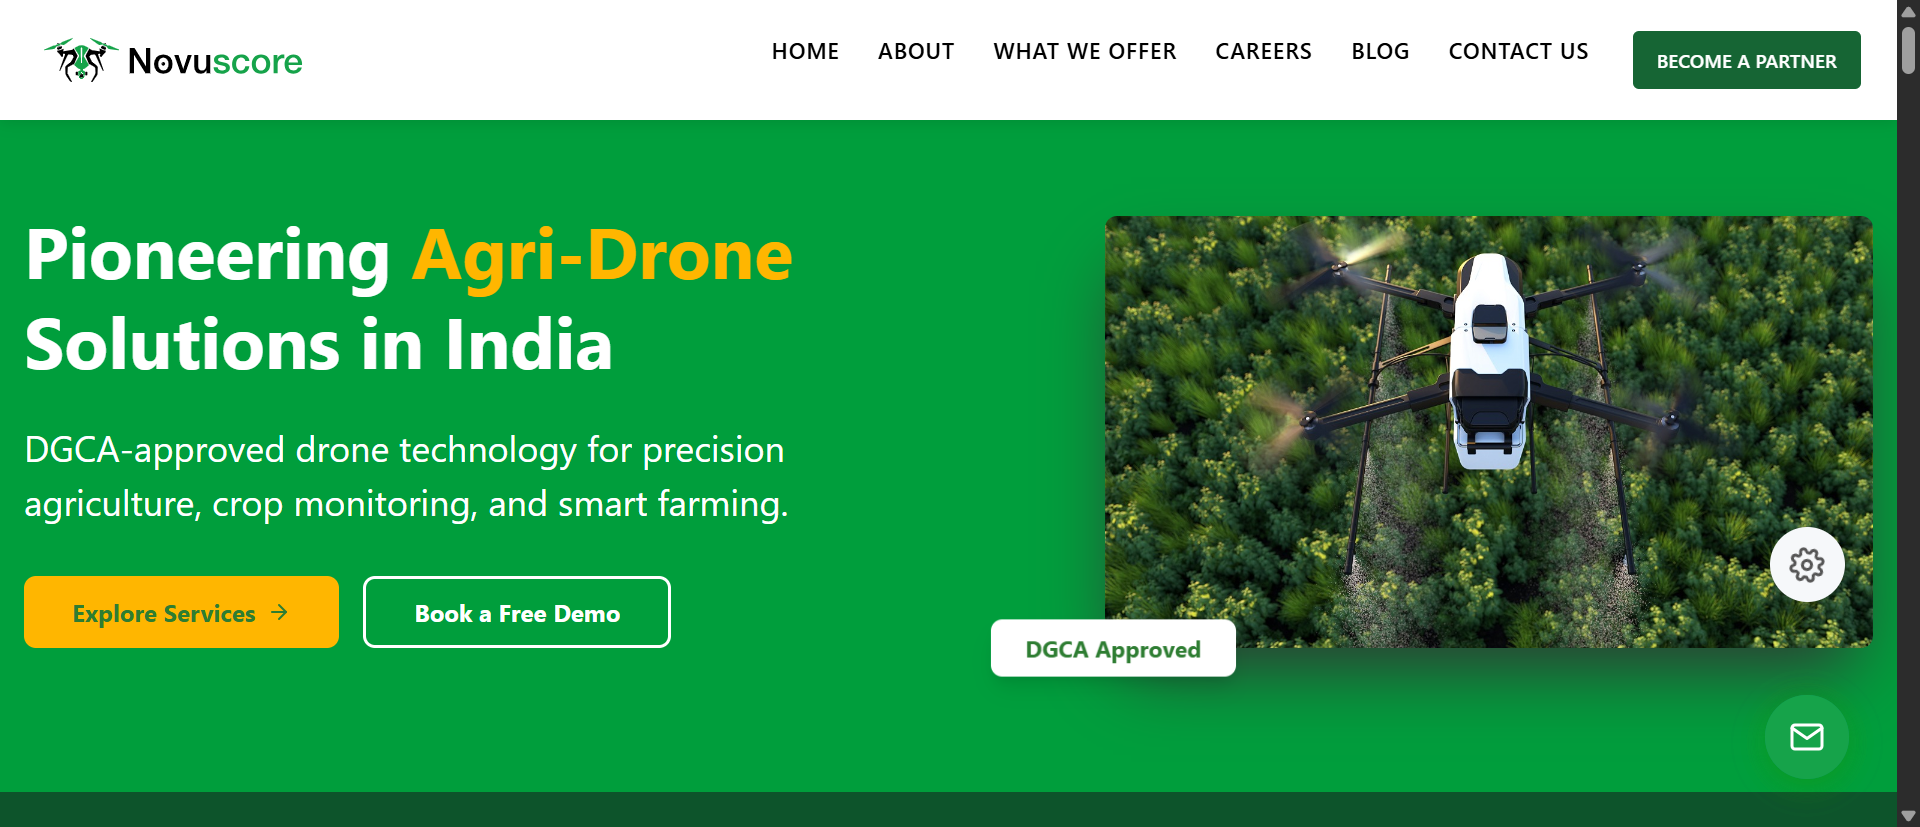 Novuscore
HOME ABOUT WHAT WE OFFER CAREERS BLOG CONTACT US BECOME A PARTNER
Pioneering Agri-Drone
Solutions in India
DGCA-approved drone technology for precision
agriculture, crop monitoring, and smart farming.
Explore Services → Book a Free Demo
DGCA Approved